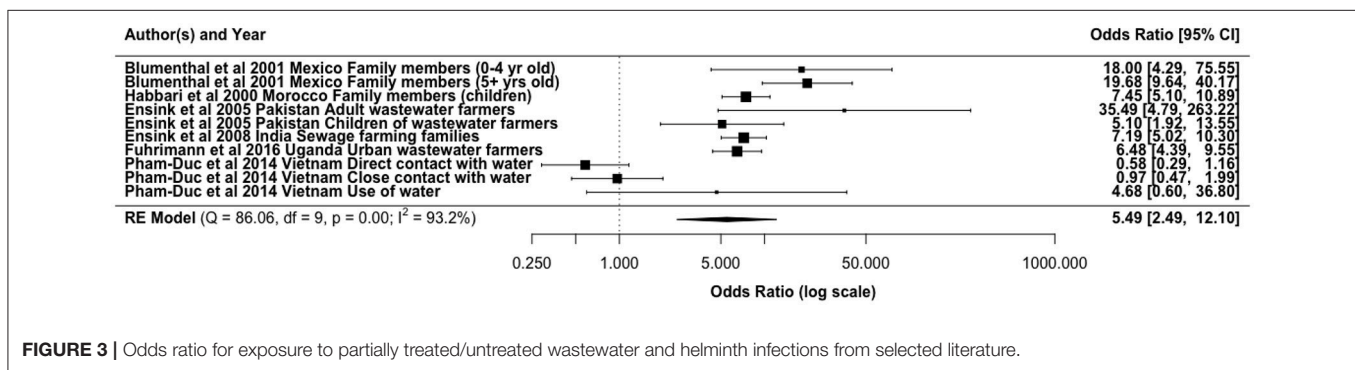 Author(s) and Year Odds Ratio [95% CI]
Blumenthal et al 2001 Mexico Family members (0-4 yr old) 18.00 [4.29, 75.55]
Blumenthal et al 2001 Mexico Family members (5+ yrs old) 19.68 [9.64, 40.17]
Habbari et al 2000 Morocco Family members (children) 7.45 [5.10, 10.89]
Ensink et al 2005 Pakistan Adult wastewater farmers 35.49 [4.79, 263.22]
Ensink et al 2005 Pakistan Children of wastewater farmers 5.10 [1.92, 13.55]
Ensink et al 2008 India Sewage farming families 7.19 [5.02, 10.30]
Fuhrimann et al 2016 Uganda Urban wastewater farmers 6.48 [4.39, 9.55]
Pham-Duc et al 2014 Vietnam Direct contact with water 0.58 [0.29, 1.16]
Pham-Duc et al 2014 Vietnam Close contact with water 0.97 [0.47, 1.99]
Pham-Duc et al 2014 Vietnam Use of water 4.68 [0.60, 36.80]
RE Model (Q = 86.06, df = 9, p = 0.00; I² = 93.2%) 5.49 [2.49, 12.10]
0.250 1.000 5.000 50.000 1000.000
Odds Ratio (log scale)
FIGURE 3 | Odds ratio for exposure to partially treated/untreated wastewater and helminth infections from selected literature.